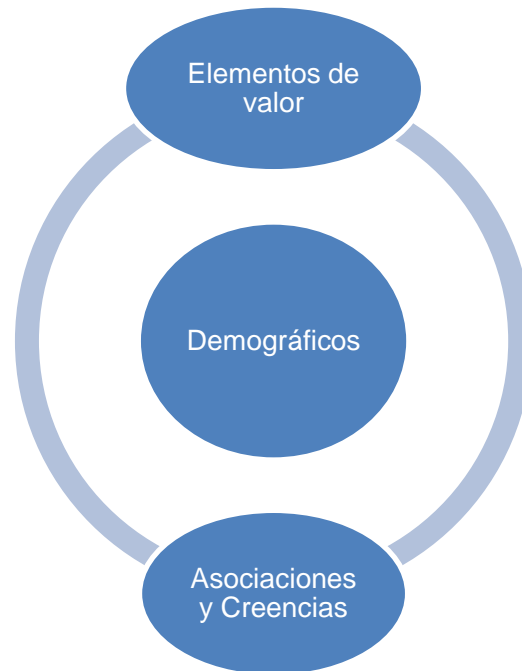 Elementos de
valor
Demográficos
Asociaciones
y Creencias